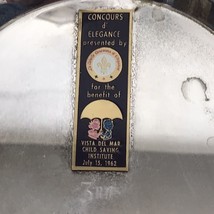 CONCOURS
d'
ELEGANCE
presented by
for the
benefit of
VISTA DEL MAR
CHILD SAVING
INSTITUTE
July 15, 1962